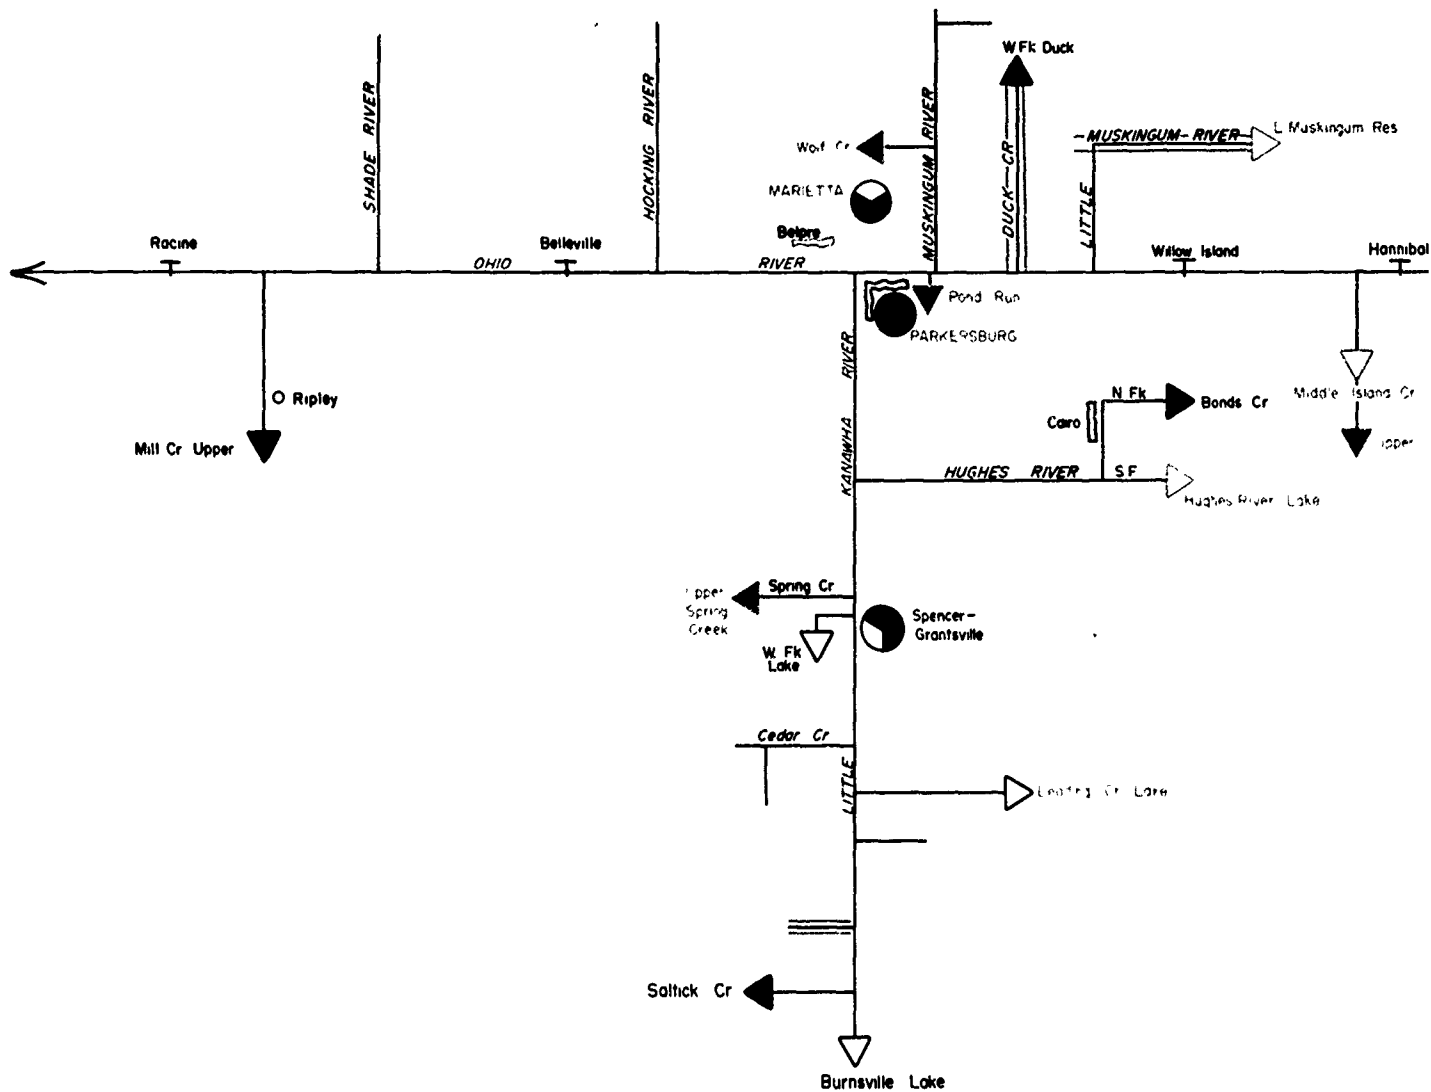 W Fk Duck
L Muskingum Res
MUSKINGUM RIVER
Wolf Cr
MARIETTA
Belpre
SHADE RIVER
HOCKING RIVER
MUSKINGUM RIVER
DUCK CR
LITTLE
Racine
Belleville
Willow Island
Hannibal
OHIO RIVER
Pond Run
PARKERSBURG
Ripley
Mill Cr Upper
N Fk
Bonds Cr
Cairo
Middle Island Cr
HUGHES RIVER
S F
Hughes River Lake
LITTLE KANAWHA RIVER
Spring Cr
Spring
Creek
W. Fk
Lake
Spencer-
Grantsville
Cedar Cr
Cr Lake
Saltick Cr
Burnsville Lake